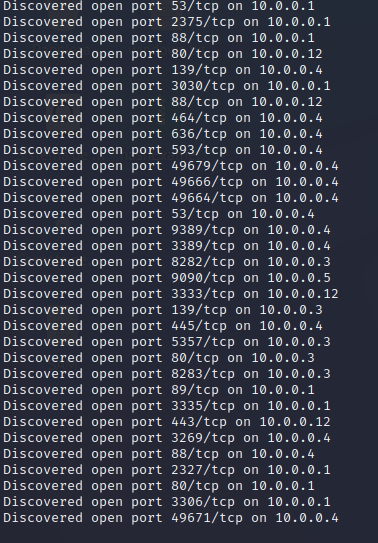 Discovered open port 53/tcp on 10.0.0.1
Discovered open port 2375/tcp on 10.0.0.1
Discovered open port 88/tcp on 10.0.0.1
Discovered open port 80/tcp on 10.0.0.12
Discovered open port 139/tcp on 10.0.0.4
Discovered open port 3030/tcp on 10.0.0.1
Discovered open port 88/tcp on 10.0.0.12
Discovered open port 464/tcp on 10.0.0.4
Discovered open port 636/tcp on 10.0.0.4
Discovered open port 593/tcp on 10.0.0.4
Discovered open port 49679/tcp on 10.0.0.4
Discovered open port 49666/tcp on 10.0.0.4
Discovered open port 49664/tcp on 10.0.0.4
Discovered open port 53/tcp on 10.0.0.4
Discovered open port 9389/tcp on 10.0.0.4
Discovered open port 3389/tcp on 10.0.0.4
Discovered open port 8282/tcp on 10.0.0.3
Discovered open port 9090/tcp on 10.0.0.5
Discovered open port 3333/tcp on 10.0.0.12
Discovered open port 139/tcp on 10.0.0.3
Discovered open port 445/tcp on 10.0.0.4
Discovered open port 5357/tcp on 10.0.0.3
Discovered open port 80/tcp on 10.0.0.3
Discovered open port 8283/tcp on 10.0.0.3
Discovered open port 89/tcp on 10.0.0.1
Discovered open port 3335/tcp on 10.0.0.1
Discovered open port 443/tcp on 10.0.0.12
Discovered open port 3269/tcp on 10.0.0.4
Discovered open port 88/tcp on 10.0.0.4
Discovered open port 2327/tcp on 10.0.0.1
Discovered open port 80/tcp on 10.0.0.1
Discovered open port 3306/tcp on 10.0.0.1
Discovered open port 49671/tcp on 10.0.0.4